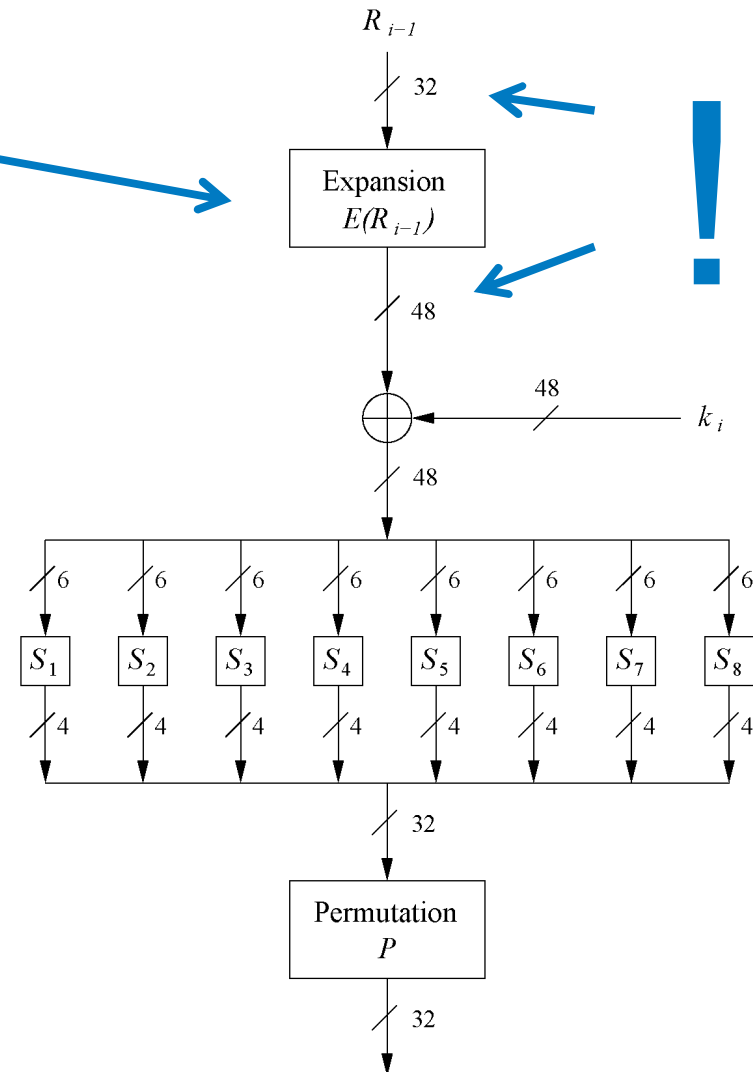 R i−1
32
!
Expansion
E(R i−1)
48
48
k i
48
6 6 6 6 6 6 6 6
S1 S2 S3 S4 S5 S6 S7 S8
4 4 4 4 4 4 4 4
32
Permutation
P
32